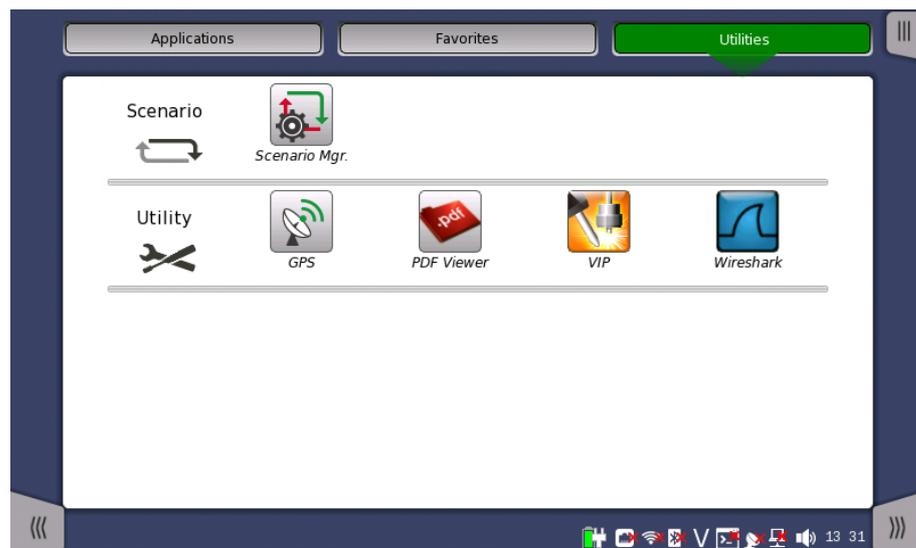 Applications
Favorites
Utilities
Scenario
Scenario Mgr.
Utility
.pdf
GPS
PDF Viewer
VIP
Wireshark
V
13 31